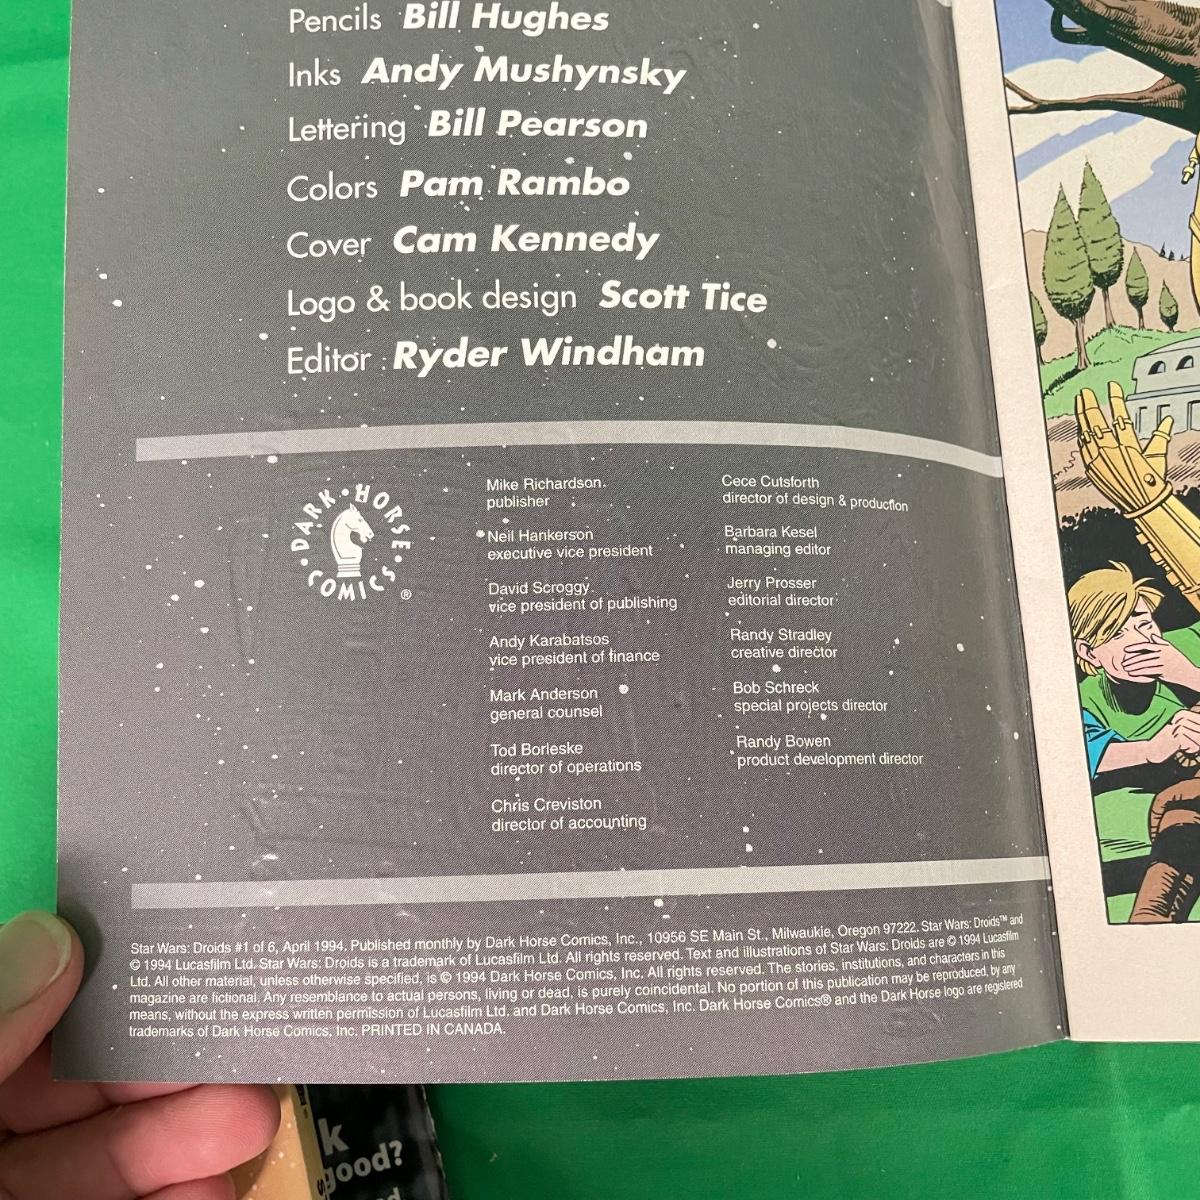 Pencils Bill Hughes
Inks Andy Mushynsky
Lettering Bill Pearson
Colors Pam Rambo
Cover Cam Kennedy
Logo & book design Scott Tice
Editor Ryder Windham
DARK HORSE COMICS ®
Mike Richardson
publisher
Neil Hankerson
executive vice president
David Scroggy
vice president of publishing
Andy Karabatsos
vice president of finance
Mark Anderson
general counsel
Tod Borleske
director of operations
Chris Creviston
director of accounting
Cece Cutsforth
director of design & production
Barbara Kesel
managing editor
Jerry Prosser
editorial director
Randy Stradley
creative director
Bob Schreck
special projects director
Randy Bowen
product development director
Star Wars: Droids #1 of 6, April 1994. Published monthly by Dark Horse Comics, Inc., 10956 SE Main St., Milwaukie, Oregon 97222. Star Wars: Droids™ and
© 1994 Lucasfilm Ltd. Star Wars: Droids is a trademark of Lucasfilm Ltd. All rights reserved. Text and illustrations of Star Wars: Droids are © 1994 Lucasfilm
Ltd. All other material, unless otherwise specified, is © 1994 Dark Horse Comics, Inc. All rights reserved. The stories, institutions, and characters in this
magazine are fictional. Any resemblance to actual persons, living or dead, is purely coincidental. No portion of this publication may be reproduced, by any
means, without the express written permission of Lucasfilm Ltd. and Dark Horse Comics, Inc. Dark Horse Comics® and the Dark Horse logo are registered
trademarks of Dark Horse Comics, Inc. PRINTED IN CANADA.
k
good?